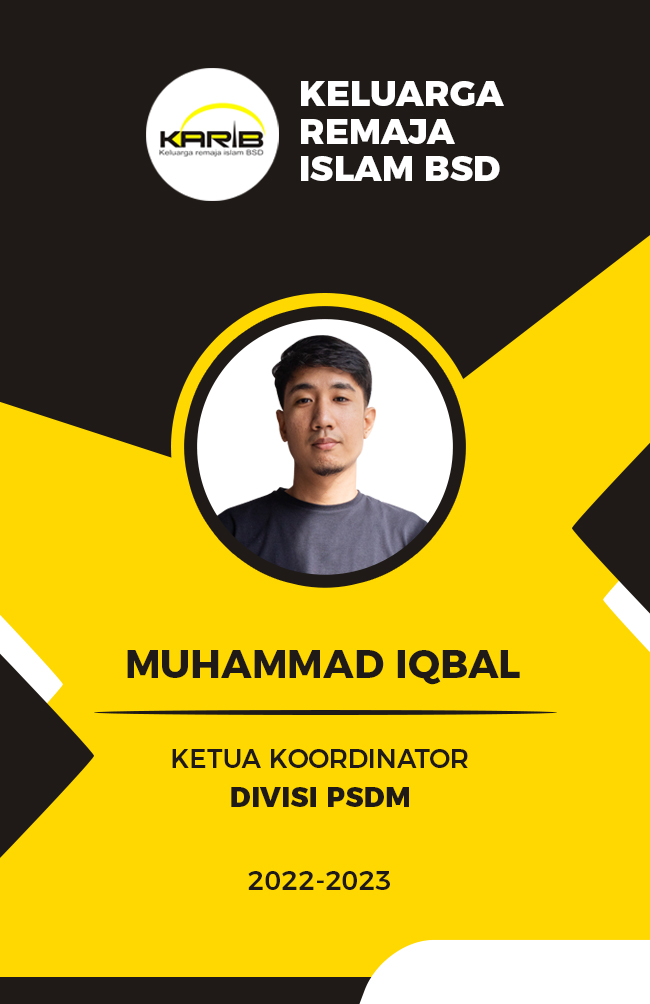 KARIB
Keluarga remaja islam BSD
KELUARGA
REMAJA
ISLAM BSD
MUHAMMAD IQBAL
KETUA KOORDINATOR
DIVISI PSDM
2022-2023